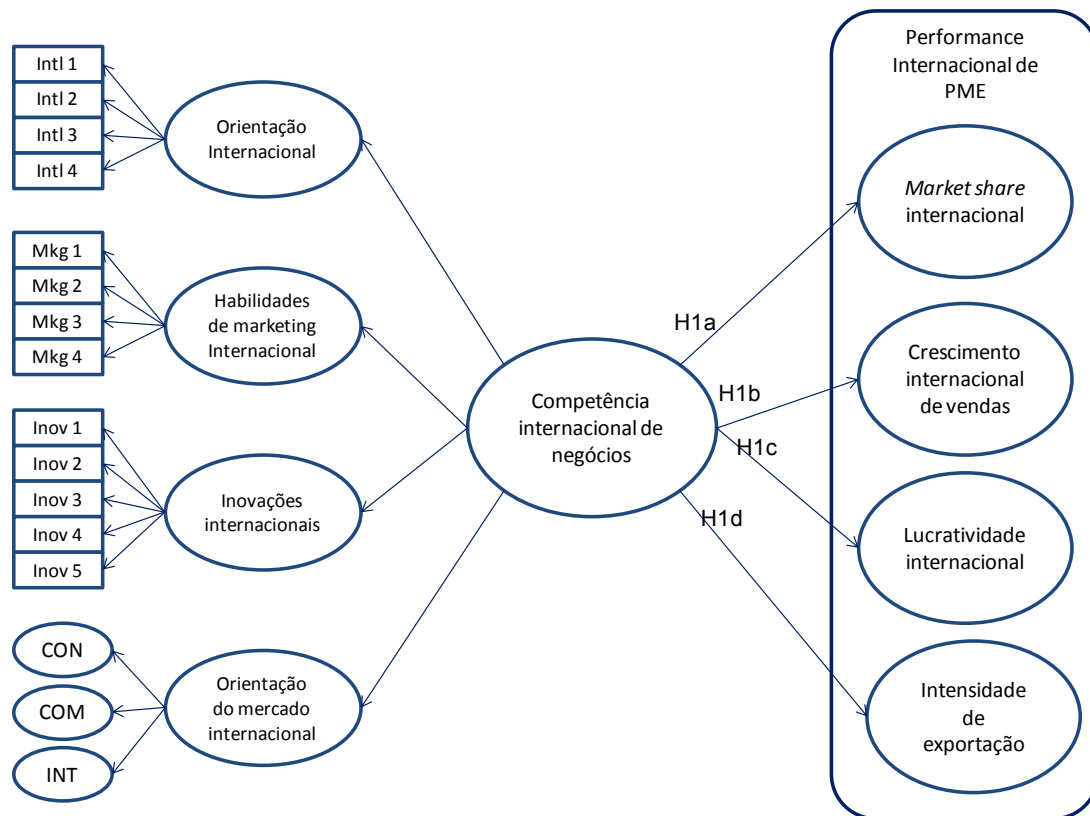 Intl 1
Intl 2
Intl 3
Intl 4
Orientação
Internacional
Mkg 1
Mkg 2
Mkg 3
Mkg 4
Habilidades
de marketing
Internacional
Inov 1
Inov 2
Inov 3
Inov 4
Inov 5
Inovações
internacionais
CON
COM
INT
Orientação
do mercado
internacional
Competência
internacional de
negócios
H1a
H1b
H1c
H1d
Performance
Internacional de
PME
Market share
internacional
Crescimento
internacional
de vendas
Lucratividade
internacional
Intensidade
de
exportação